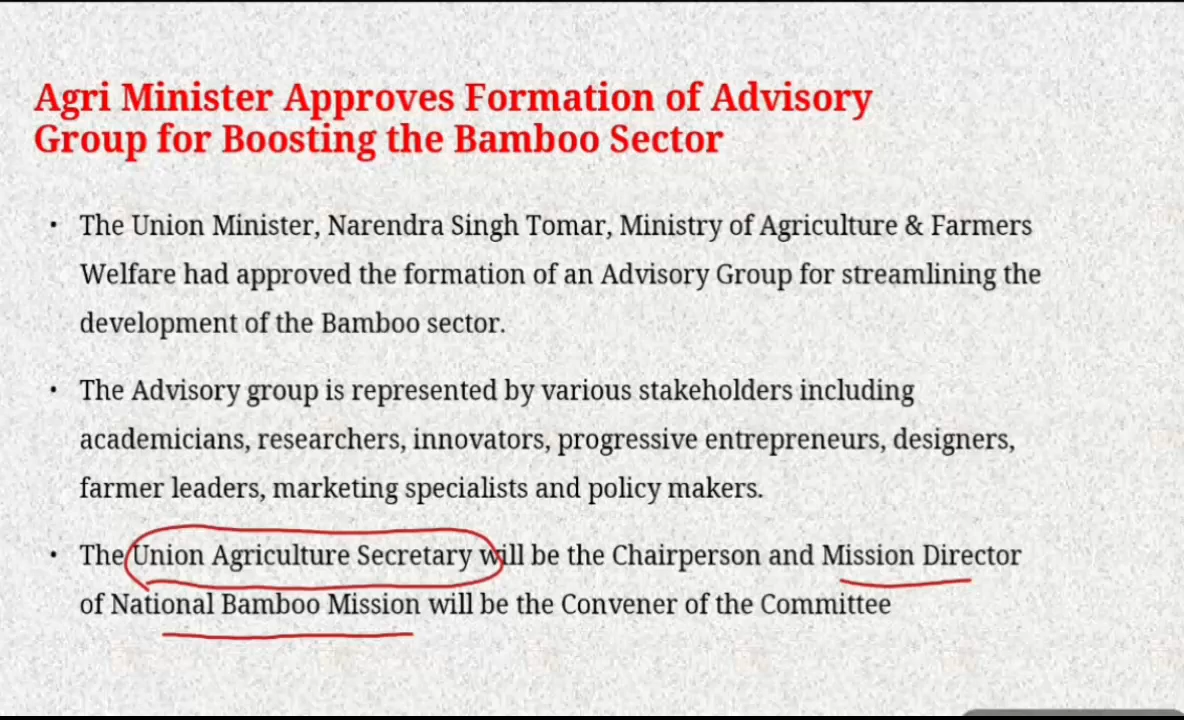 Agri Minister Approves Formation of Advisory
Group for Boosting the Bamboo Sector
• The Union Minister, Narendra Singh Tomar, Ministry of Agriculture & Farmers
Welfare had approved the formation of an Advisory Group for streamlining the
development of the Bamboo sector.
• The Advisory group is represented by various stakeholders including
academicians, researchers, innovators, progressive entrepreneurs, designers,
farmer leaders, marketing specialists and policy makers.
• The Union Agriculture Secretary will be the Chairperson and Mission Director
of National Bamboo Mission will be the Convener of the Committee